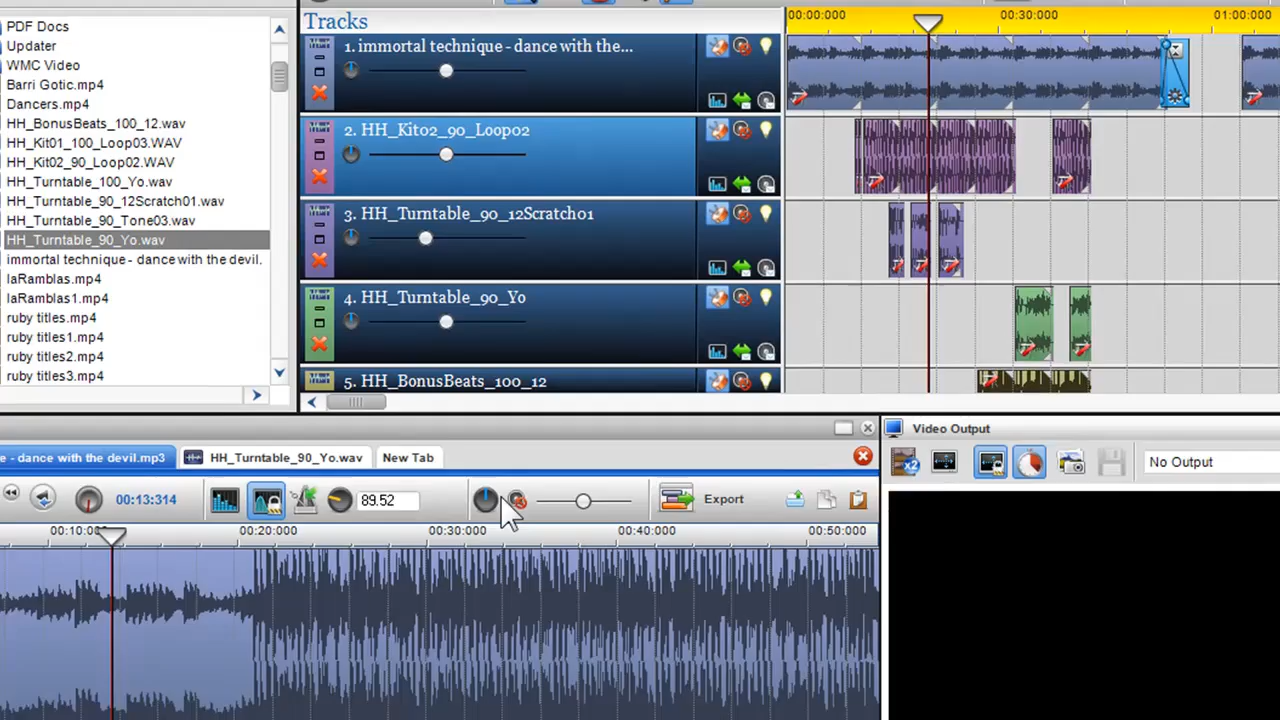 PDF Docs
Updater
WMC Video
Barri Gotic.mp4
Dancers.mp4
HH_BonusBeats_100_12.wav
HH_Kit01_100_Loop03.WAV
HH_Kit02_90_Loop02.WAV
HH_Turntable_100_Yo.wav
HH_Turntable_90_12Scratch01.wav
HH_Turntable_90_Tone03.wav
HH_Turntable_90_Yo.wav
immortal technique - dance with the devil.
laRamblas.mp4
laRamblas1.mp4
ruby titles.mp4
ruby titles1.mp4
ruby titles2.mp4
ruby titles3.mp4
Tracks
1. immortal technique - dance with the...
2. HH_Kit02_90_Loop02
3. HH_Turntable_90_12Scratch01
4. HH_Turntable_90_Yo
5. HH_BonusBeats_100_12
00:00:000 00:30:000 01:00:000
e - dance with the devil.mp3 HH_Turntable_90_Yo.wav New Tab
00:13:314 89.52 Export
00:10:000 00:20:000 00:30:000 00:40:000 00:50:000
Video Output
x2 No Output